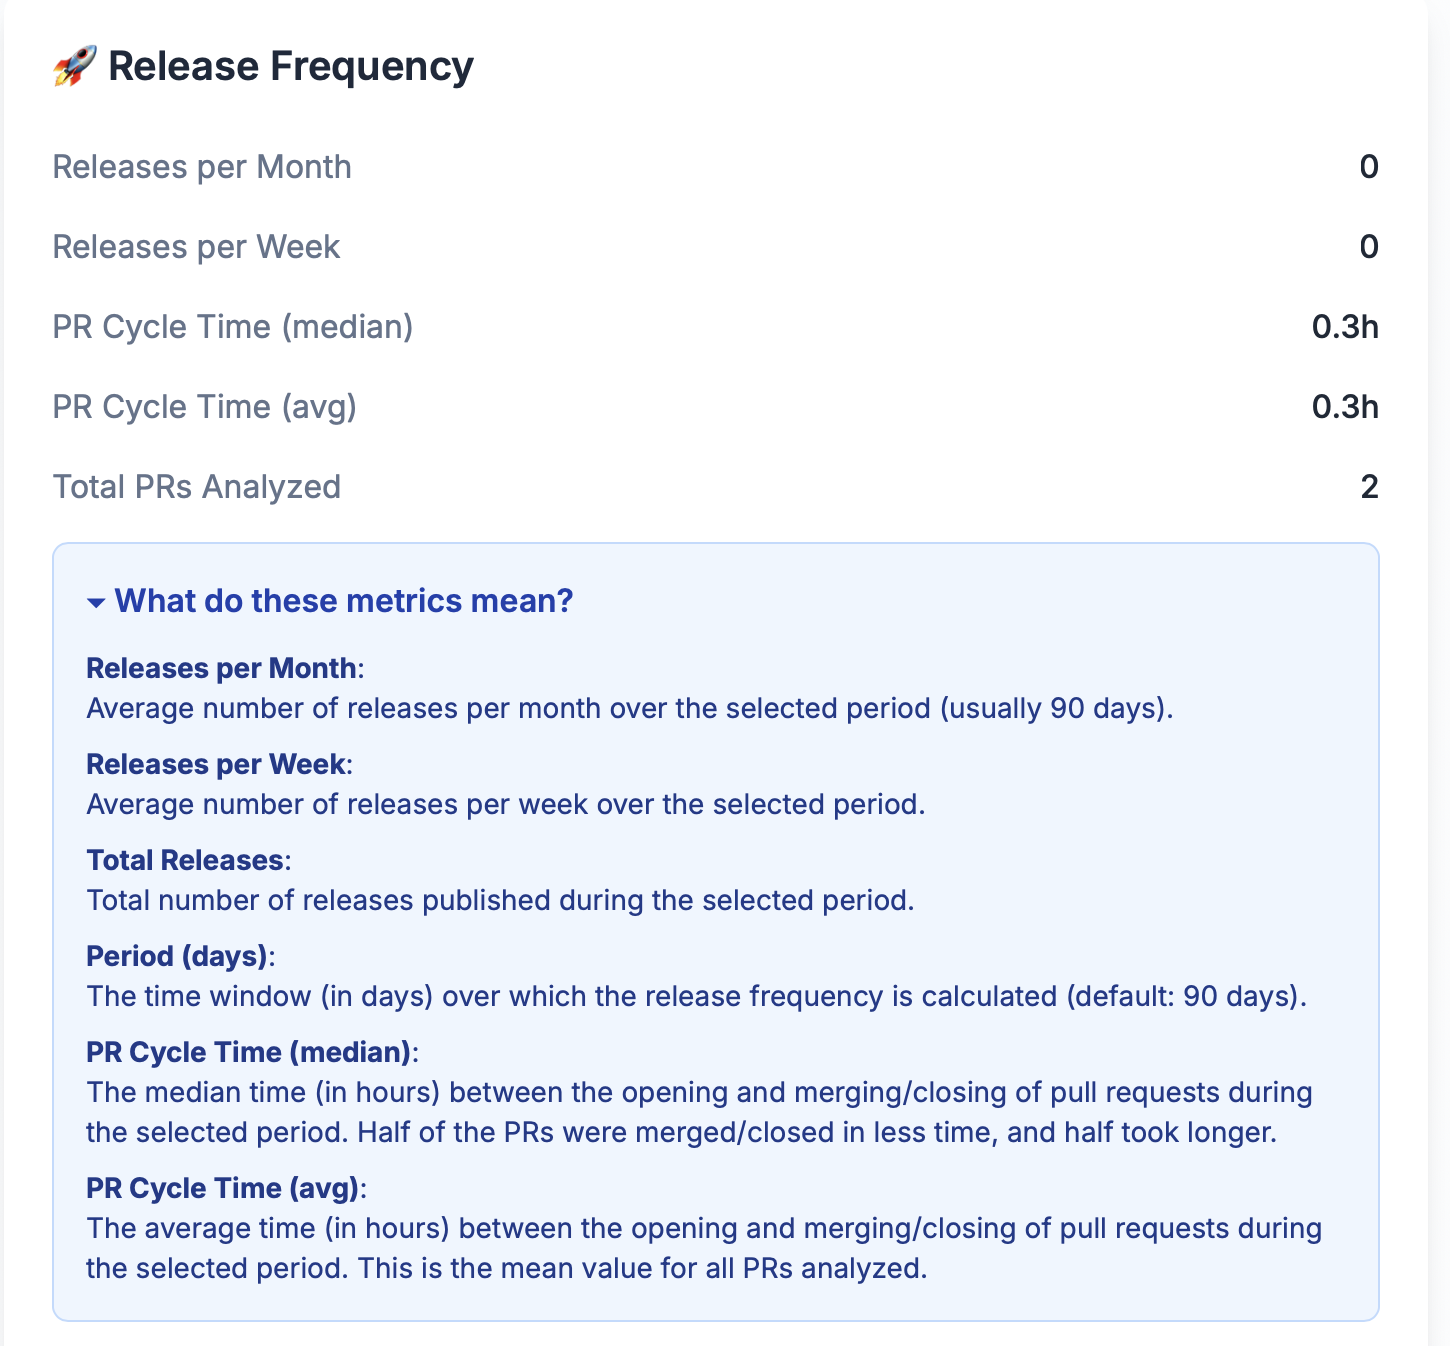 🚀 Release Frequency
Releases per Month 0
Releases per Week 0
PR Cycle Time (median) 0.3h
PR Cycle Time (avg) 0.3h
Total PRs Analyzed 2
What do these metrics mean?
Releases per Month:
Average number of releases per month over the selected period (usually 90 days).
Releases per Week:
Average number of releases per week over the selected period.
Total Releases:
Total number of releases published during the selected period.
Period (days):
The time window (in days) over which the release frequency is calculated (default: 90 days).
PR Cycle Time (median):
The median time (in hours) between the opening and merging/closing of pull requests during
the selected period. Half of the PRs were merged/closed in less time, and half took longer.
PR Cycle Time (avg):
The average time (in hours) between the opening and merging/closing of pull requests during
the selected period. This is the mean value for all PRs analyzed.